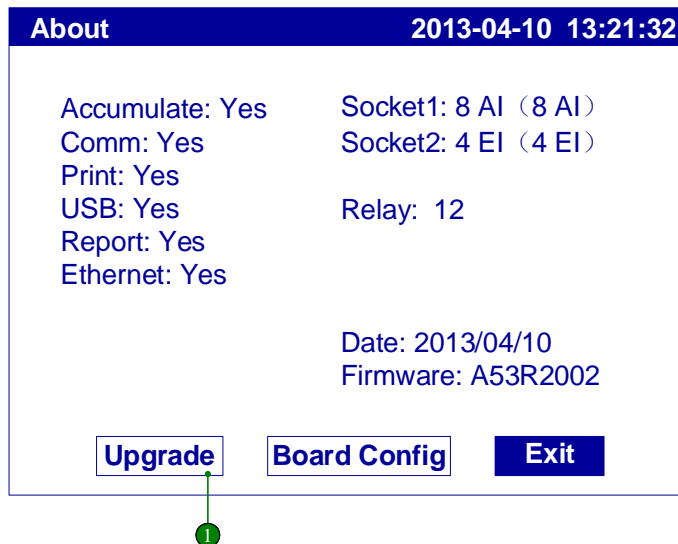 About 2013-04-10 13:21:32
Accumulate: Yes
Comm: Yes
Print: Yes
USB: Yes
Report: Yes
Ethernet: Yes
Socket1: 8 AI（8 AI）
Socket2: 4 EI（4 EI）
Relay: 12
Date: 2013/04/10
Firmware: A53R2002
Upgrade Board Config Exit
1